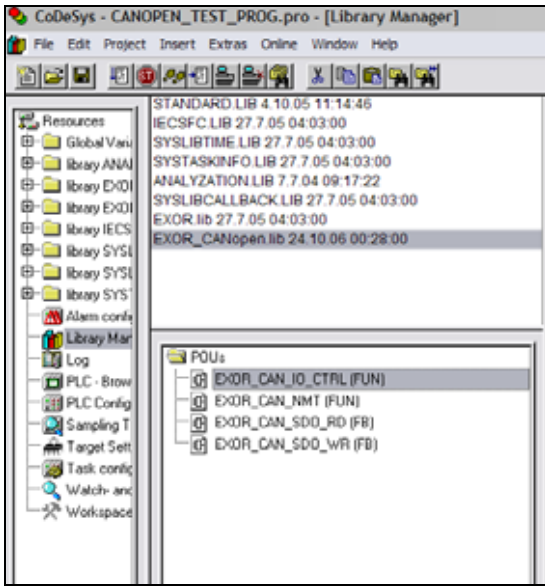 CoDeSys - CANOPEN_TEST_PROG.pro - [Library Manager]
File Edit Project Insert Extras Online Window Help
Resources
Global Vari
library ANAL
library EXOI
library EXOI
library IECS
library SYSL
library SYSL
library SYS
Alarm confi
Library Man
Log
PLC - Brow
PLC Config
Sampling T
Target Sett
Task config
Watch- and
Workspace
STANDARD.LIB 4.10.05 11:14:46
IECSFC.LIB 27.7.05 04:03:00
SYSLIBTIME.LIB 27.7.05 04:03:00
SYSTASKINFO.LIB 27.7.05 04:03:00
ANALYZATION.LIB 7.7.04 09:17:22
SYSLIBCALLBACK.LIB 27.7.05 04:03:00
EXOR.lib 27.7.05 04:03:00
EXOR_CANopen.lib 24.10.06 00:28:00
POUs
EXOR_CAN_IO_CTRL (FUN)
EXOR_CAN_NMT (FUN)
EXOR_CAN_SDO_RD (FB)
EXOR_CAN_SDO_WR (FB)